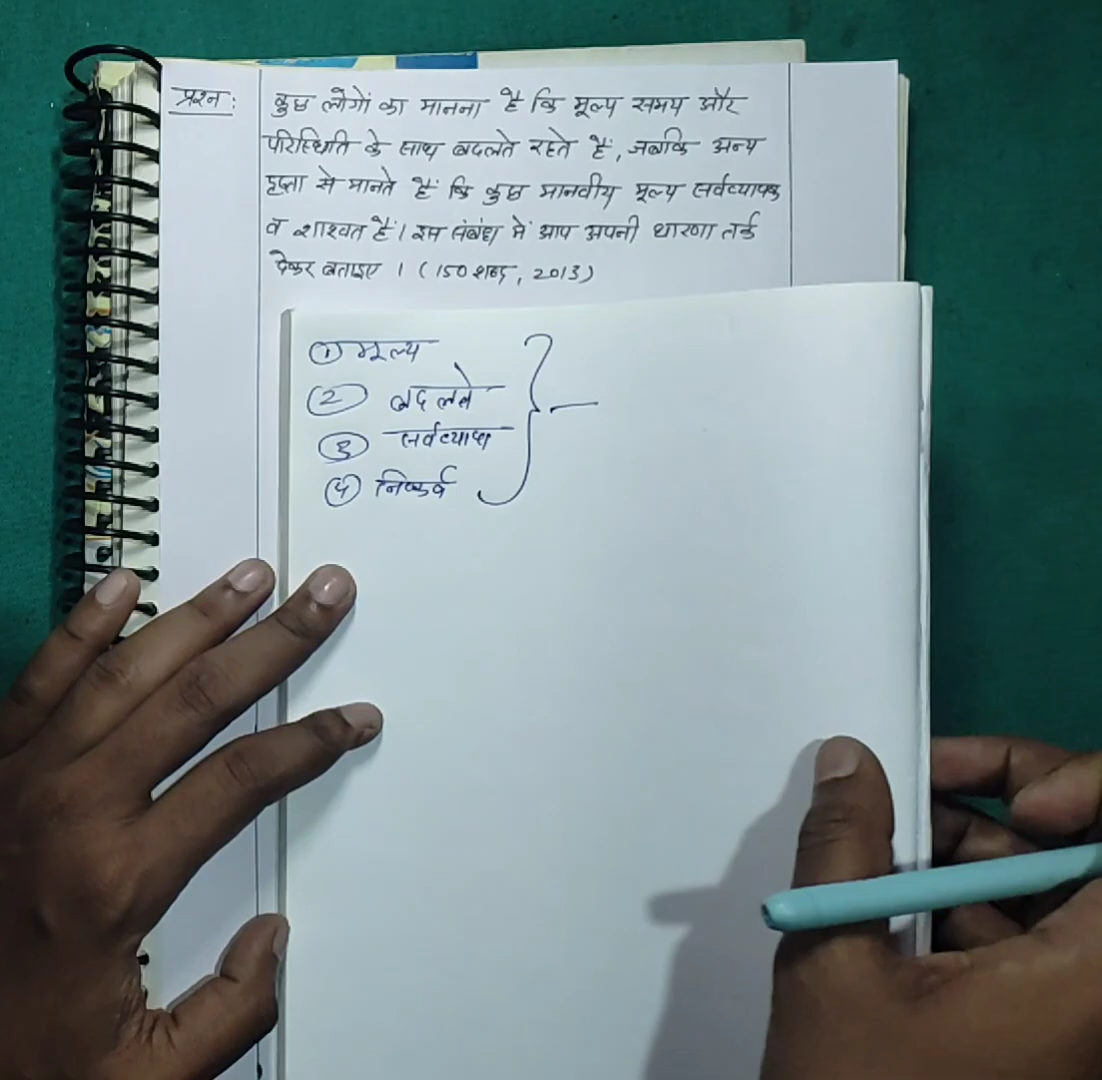 प्रश्न: कुछ लोगों का मानना है कि मूल्य समय और
परिस्थिति के साथ बदलते रहते हैं, जबकि अन्य
दृढ़ता से मानते हैं कि कुछ मानवीय मूल्य सर्वव्यापक
व शाश्वत हैं। इस संबंध में आप अपनी धारणा तर्क
देकर बताइए । (150 शब्द, 2013)
① मूल्य
② बदलते
③ सर्वव्यापी
④ निष्कर्ष